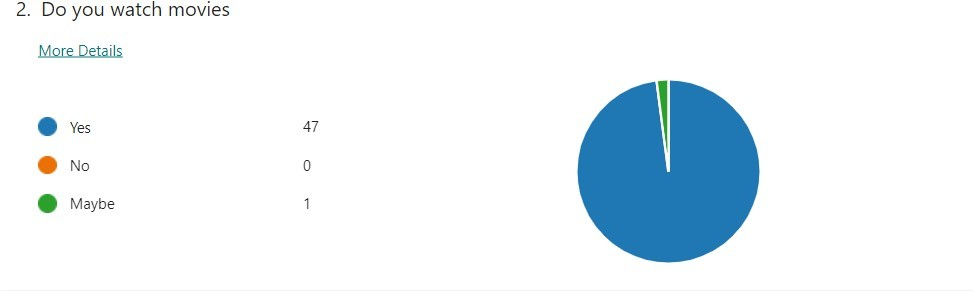 2. Do you watch movies
More Details
Yes 47
No 0
Maybe 1